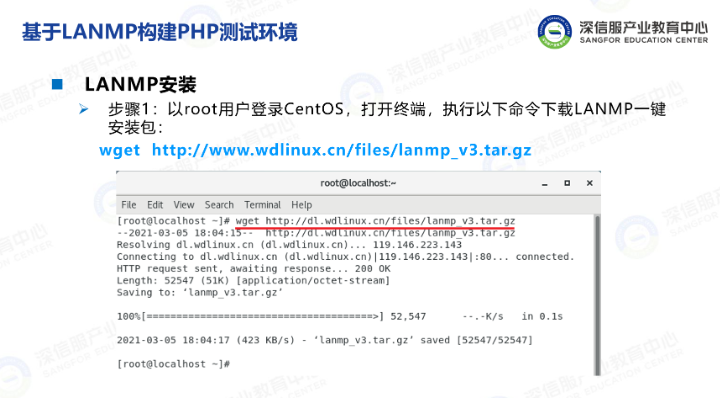 基于LANMP构建PHP测试环境
深信服产业教育中心
SANGFOR EDUCATION CENTER
LANMP安装
步骤1：以root用户登录CentOS，打开终端，执行以下命令下载LANMP一键
安装包：
wget http://www.wdlinux.cn/files/lanmp_v3.tar.gz
root@localhost:~
File Edit View Search Terminal Help
[root@localhost ~]# wget http://dl.wdlinux.cn/files/lanmp_v3.tar.gz
--2021-03-05 18:04:15-- http://dl.wdlinux.cn/files/lanmp_v3.tar.gz
Resolving dl.wdlinux.cn (dl.wdlinux.cn)... 119.146.223.143
Connecting to dl.wdlinux.cn (dl.wdlinux.cn)|119.146.223.143|:80... connected.
HTTP request sent, awaiting response... 200 OK
Length: 52547 (51K) [application/octet-stream]
Saving to: ‘lanmp_v3.tar.gz’
100%[======================================>] 52,547 --.-K/s in 0.1s
2021-03-05 18:04:17 (423 KB/s) - ‘lanmp_v3.tar.gz’ saved [52547/52547]
[root@localhost ~]#